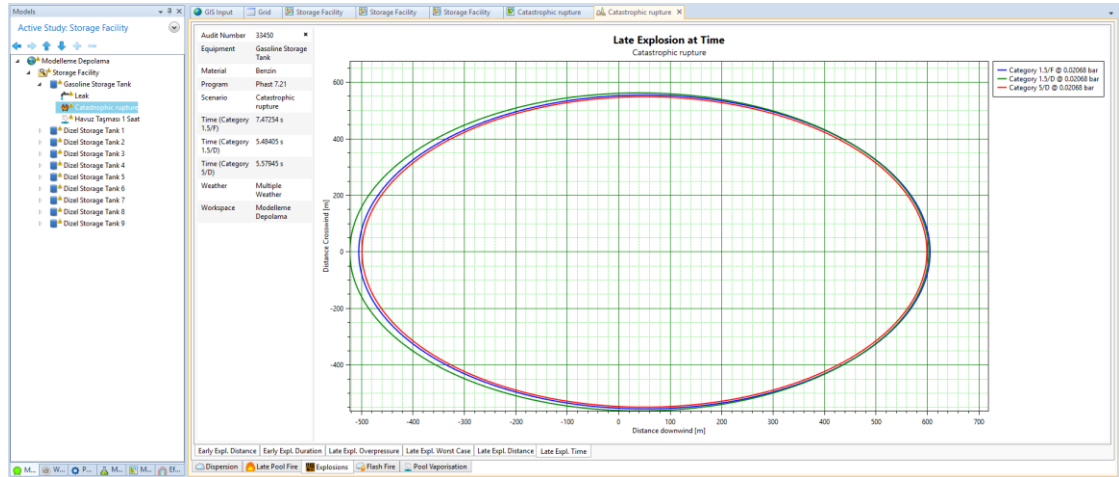 Models
Active Study: Storage Facility
Modelleme Depolama
Storage Facility
Gasoline Storage Tank
Leak
Catastrophic rupture
Havuz Taşması 1 Saat
Dizel Storage Tank 1
Dizel Storage Tank 2
Dizel Storage Tank 3
Dizel Storage Tank 4
Dizel Storage Tank 5
Dizel Storage Tank 6
Dizel Storage Tank 7
Dizel Storage Tank 8
Dizel Storage Tank 9
M... W... P... M... M... Ef...
GIS Input Grid Storage Facility Storage Facility Storage Facility Catastrophic rupture Catastrophic rupture
Audit Number 33450
Equipment Gasoline Storage
Tank
Material Benzin
Program Phast 7.21
Scenario Catastrophic
rupture
Time (Category 7.47254 s
1.5/F)
Time (Category 5.48405 s
1.5/D)
Time (Category 5.57945 s
5/D)
Weather Multiple
Weather
Workspace Modelleme
Depolama
Late Explosion at Time
Catastrophic rupture
Category 1.5/F @ 0.02068 bar
Category 1.5/D @ 0.02068 bar
Category 5/D @ 0.02068 bar
Distance Crosswind [m]
600
400
200
0
-200
-400
-500 -400 -300 -200 -100 0 100 200 300 400 500 600 700
Distance downwind [m]
Early Expl. Distance Early Expl. Duration Late Expl. Overpressure Late Expl. Worst Case Late Expl. Distance Late Expl. Time
Dispersion Late Pool Fire Explosions Flash Fire Pool Vaporisation